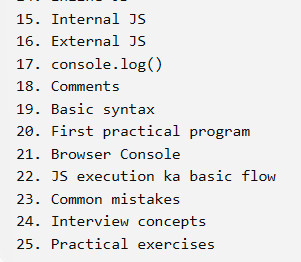 15. Internal JS
16. External JS
17. console.log()
18. Comments
19. Basic syntax
20. First practical program
21. Browser Console
22. JS execution ka basic flow
23. Common mistakes
24. Interview concepts
25. Practical exercises